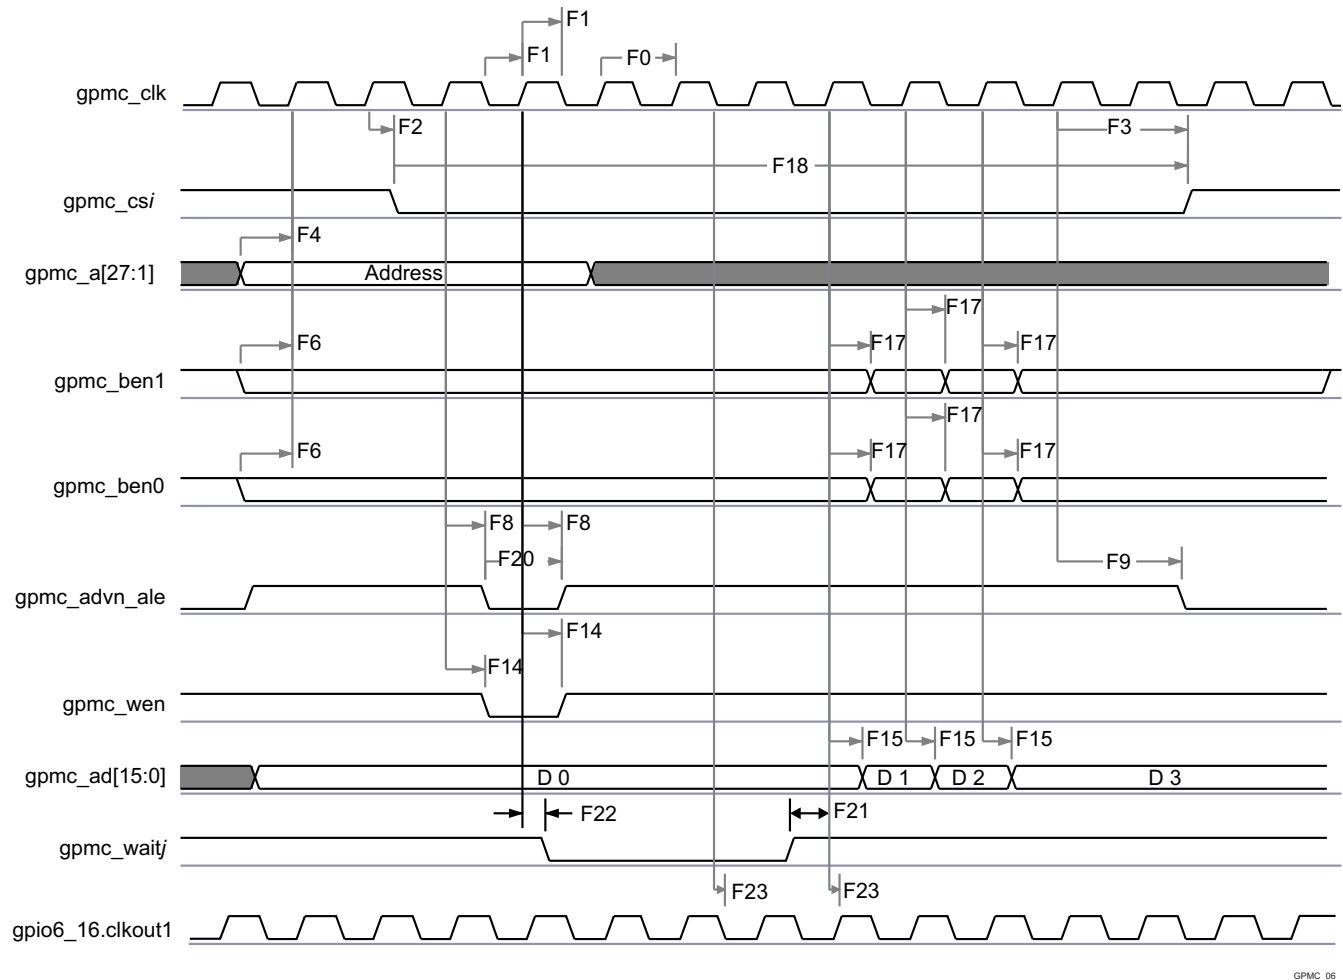 F1
F1
F0
gpmc_clk
F2
F3
F18
gpmc_csi
F4
gpmc_a[27:1]
Address
F17
F6
F17
F17
gpmc_ben1
F17
F6
F17
F17
gpmc_ben0
F8
F8
F20
F9
gpmc_advn_ale
F14
F14
gpmc_wen
F15
F15
F15
gpmc_ad[15:0]
D 0
D 1
D 2
D 3
F22
F21
gpmc_waitj
F23
F23
gpio6_16.clkout1
GPMC_06